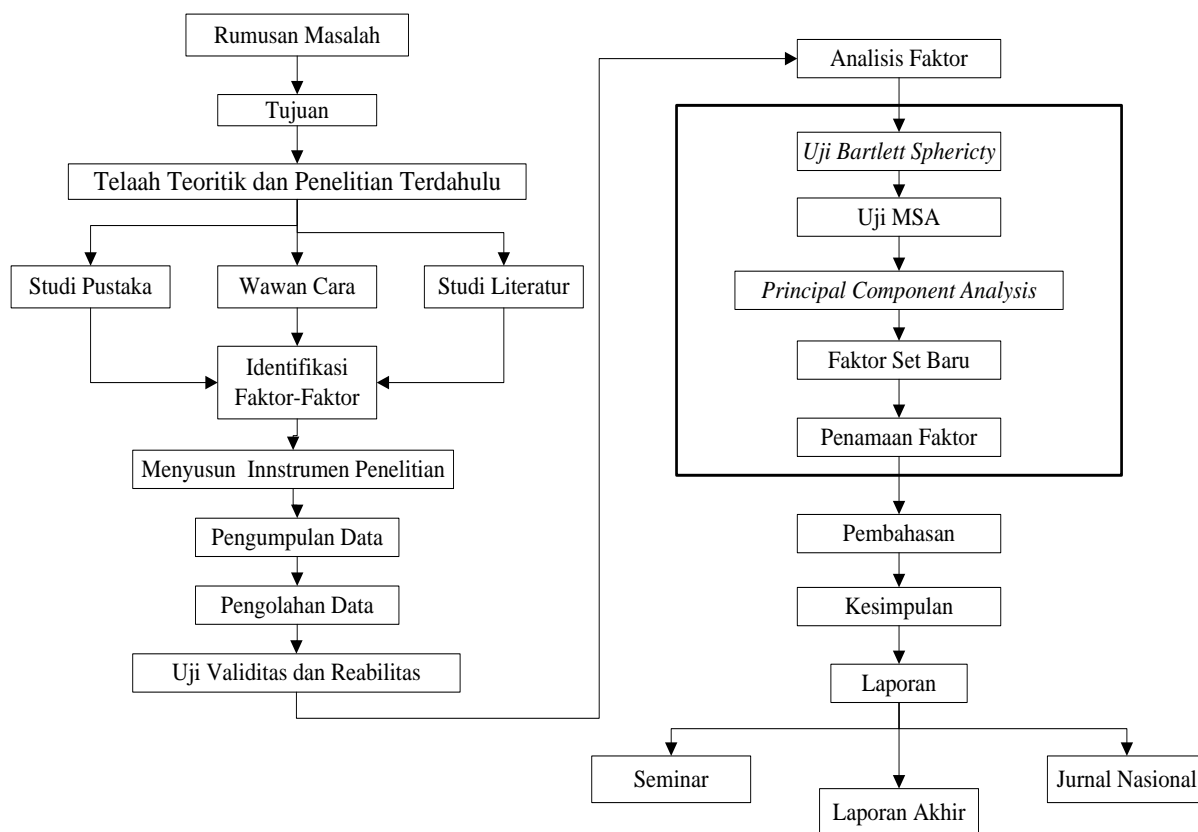 Rumusan Masalah
Tujuan
Telaah Teoritik dan Penelitian Terdahulu
Studi Pustaka
Wawan Cara
Studi Literatur
Identifikasi
Faktor-Faktor
Menyusun Innstrumen Penelitian
Pengumpulan Data
Pengolahan Data
Uji Validitas dan Reabilitas
Analisis Faktor
Uji Bartlett Sphericty
Uji MSA
Principal Component Analysis
Faktor Set Baru
Penamaan Faktor
Pembahasan
Kesimpulan
Laporan
Seminar
Laporan Akhir
Jurnal Nasional